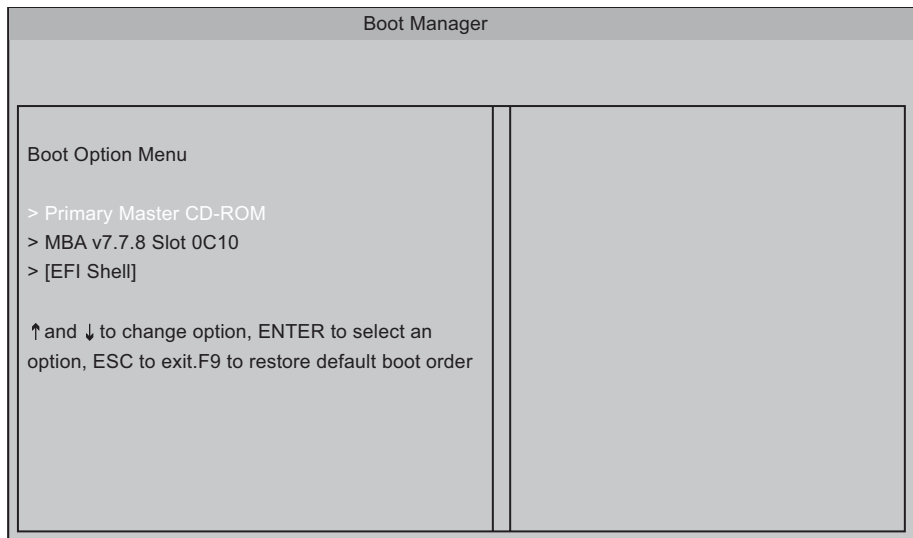 Boot Manager
Boot Option Menu
> Primary Master CD-ROM
> MBA v7.7.8 Slot 0C10
> [EFI Shell]
↑ and ↓ to change option, ENTER to select an
option, ESC to exit.F9 to restore default boot order